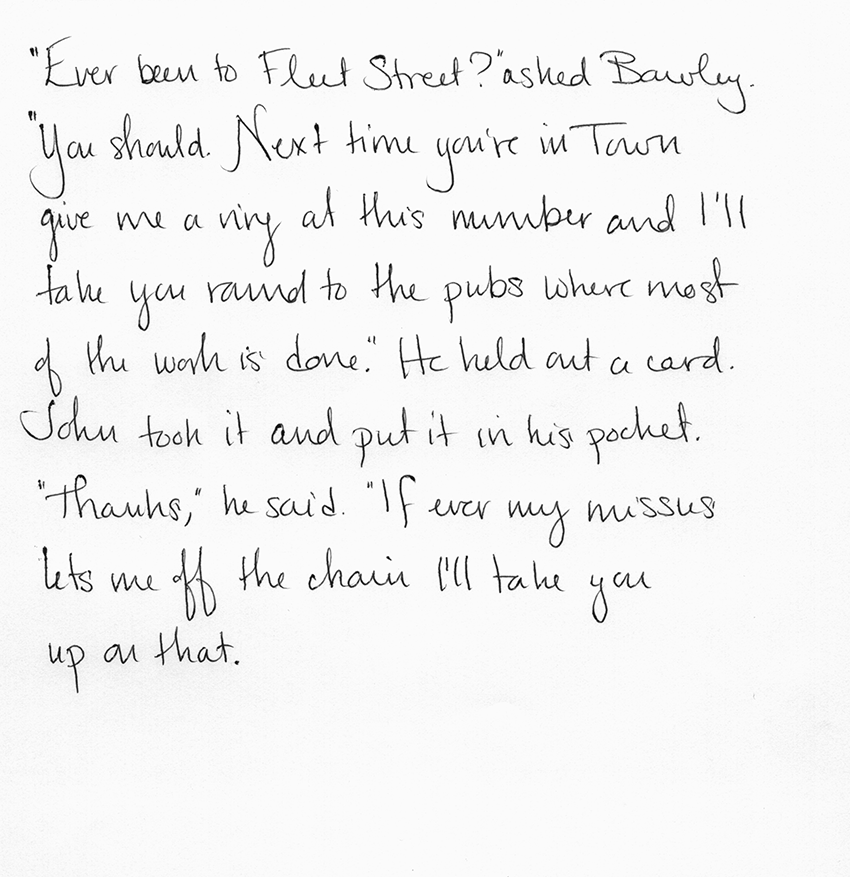 "Ever been to Fleet Street?" asked Bawley.
"You should. Next time you're in Town
give me a ring at this number and I'll
take you round to the pubs where most
of the work is done." He held out a card.
John took it and put it in his pocket.
"Thanks," he said. "If ever my missus
lets me off the chain I'll take you
up on that.